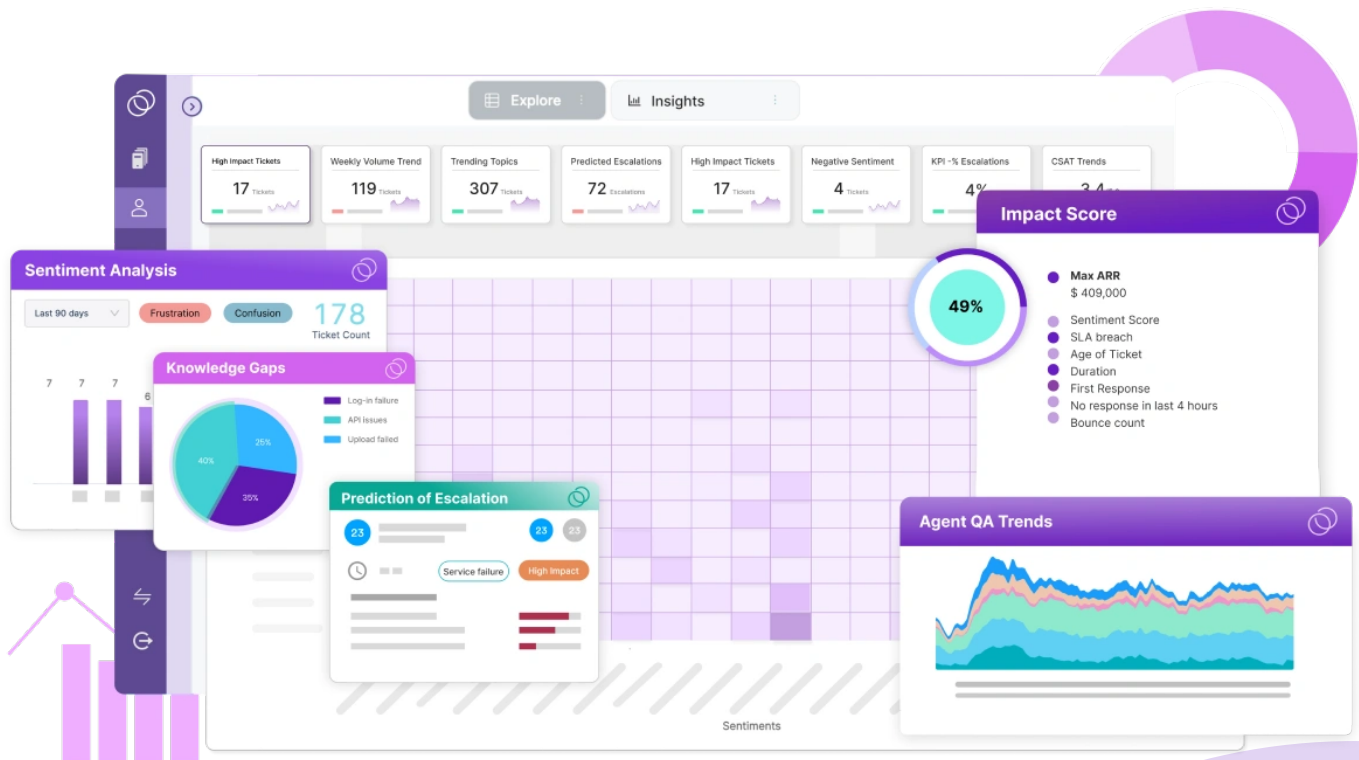 Explore
Insights
High Impact Tickets
17 Tickets
Weekly Volume Trend
119 Tickets
Trending Topics
307 Tickets
Predicted Escalations
72 Escalations
High Impact Tickets
17 Tickets
Negative Sentiment
4 Tickets
KPI -% Escalations
4%
CSAT Trends
3.4
Impact Score
49%
Max ARR
$ 409,000
Sentiment Score
SLA breach
Age of Ticket
Duration
First Response
No response in last 4 hours
Bounce count
Sentiment Analysis
Last 90 days
Frustration
Confusion
178
Ticket Count
7 7 7 6
Knowledge Gaps
40%
25%
35%
Log-in failure
API issues
Upload failed
Prediction of Escalation
23
23 23
Service failure
High Impact
Agent QA Trends
Sentiments